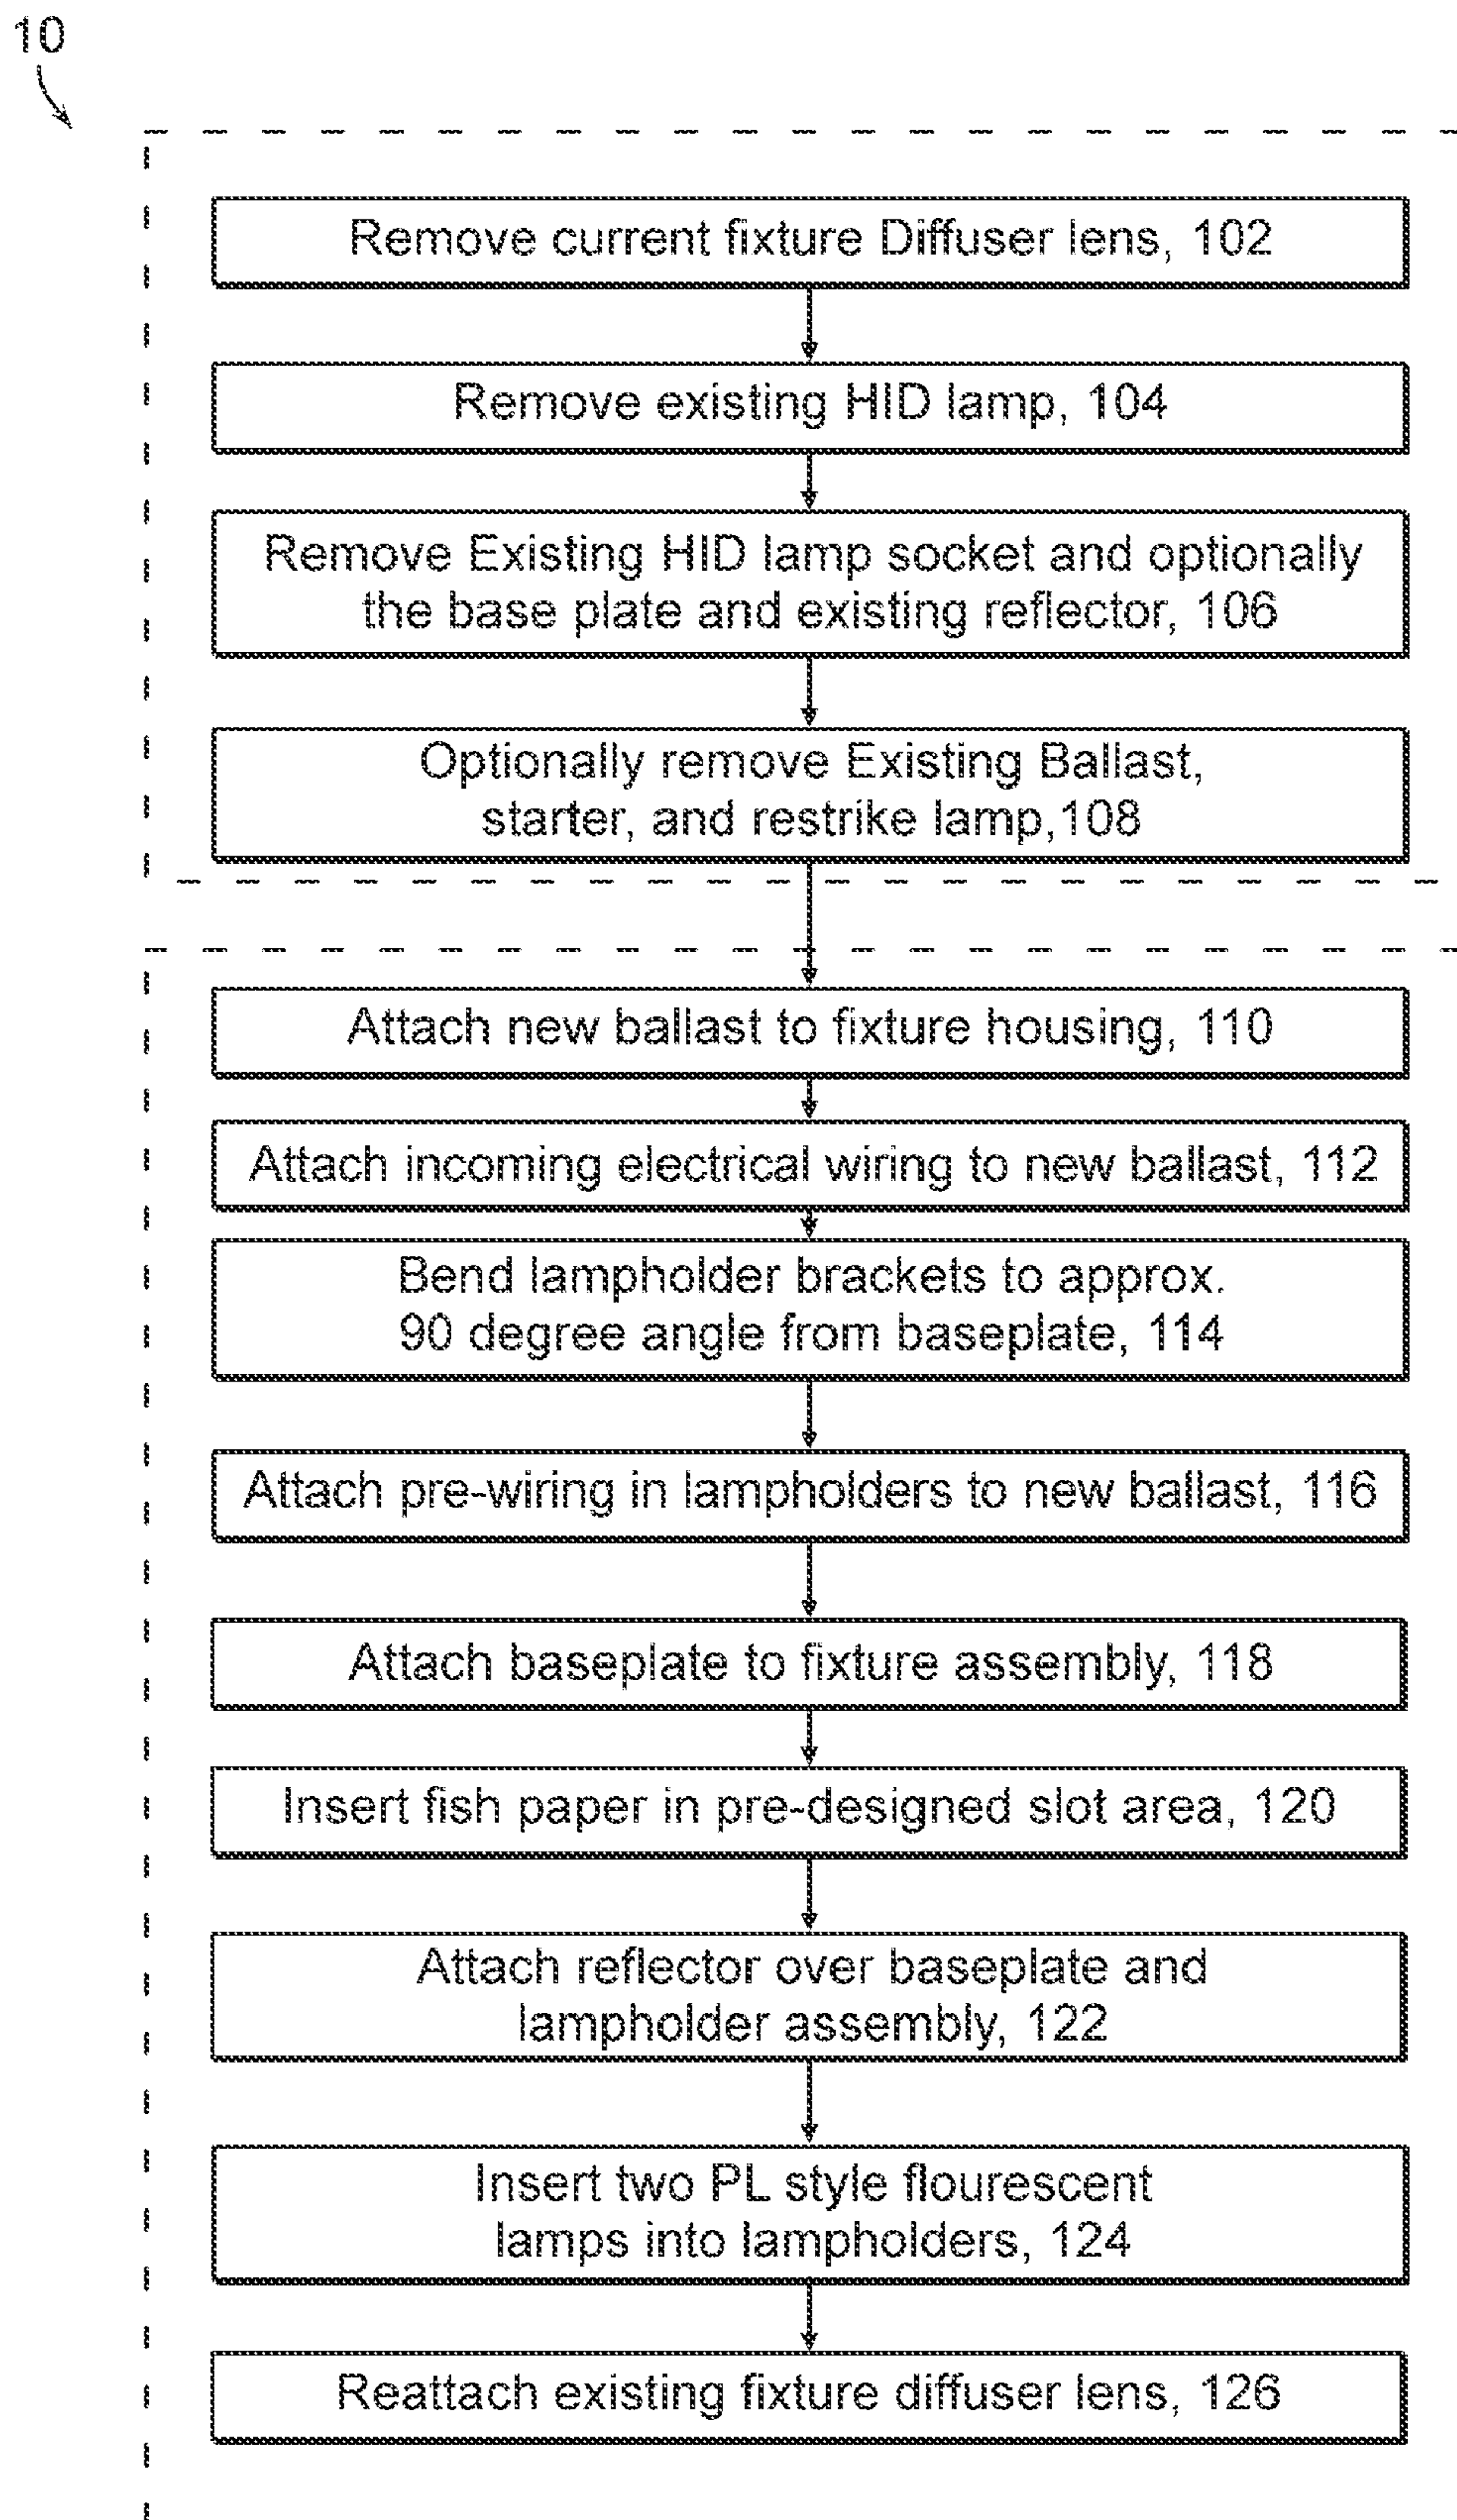 10
Remove current fixture Diffuser lens, 102
Remove existing HID lamp, 104
Remove Existing HID lamp socket and optionally
the base plate and existing reflector, 106
Optionally remove Existing Ballast,
starter, and restrike lamp,108
Attach new ballast to fixture housing, 110
Attach incoming electrical wiring to new ballast, 112
Bend lampholder brackets to approx.
90 degree angle from baseplate, 114
Attach pre-wiring in lampholders to new ballast, 116
Attach baseplate to fixture assembly, 118
Insert fish paper in pre-designed slot area, 120
Attach reflector over baseplate and
lampholder assembly, 122
Insert two PL style flourescent
lamps into lampholders, 124
Reattach existing fixture diffuser lens, 126